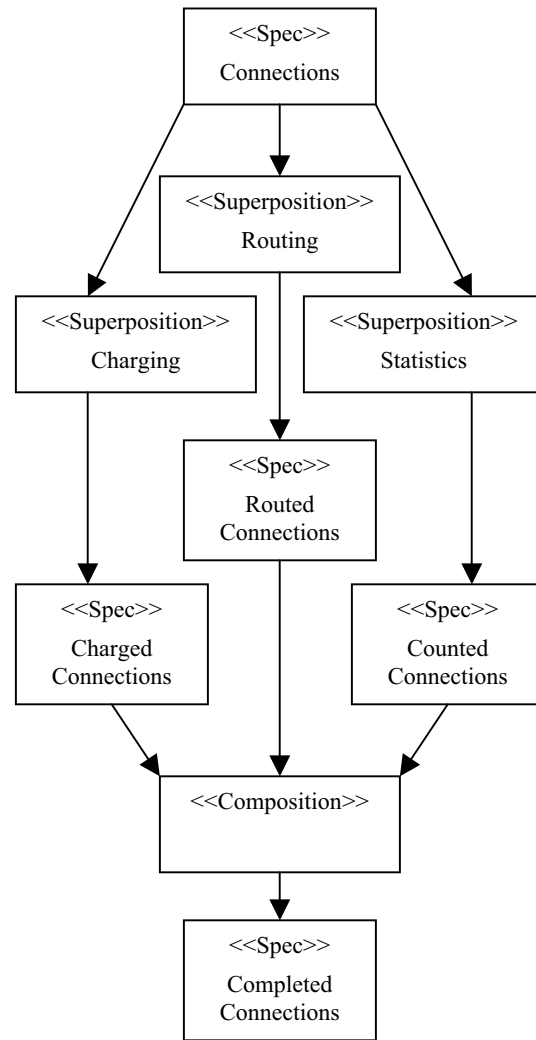 <<Spec>>
Connections
<<Superposition>>
Routing
<<Superposition>>
Charging
<<Superposition>>
Statistics
<<Spec>>
Routed
Connections
<<Spec>>
Charged
Connections
<<Spec>>
Counted
Connections
<<Composition>>
<<Spec>>
Completed
Connections